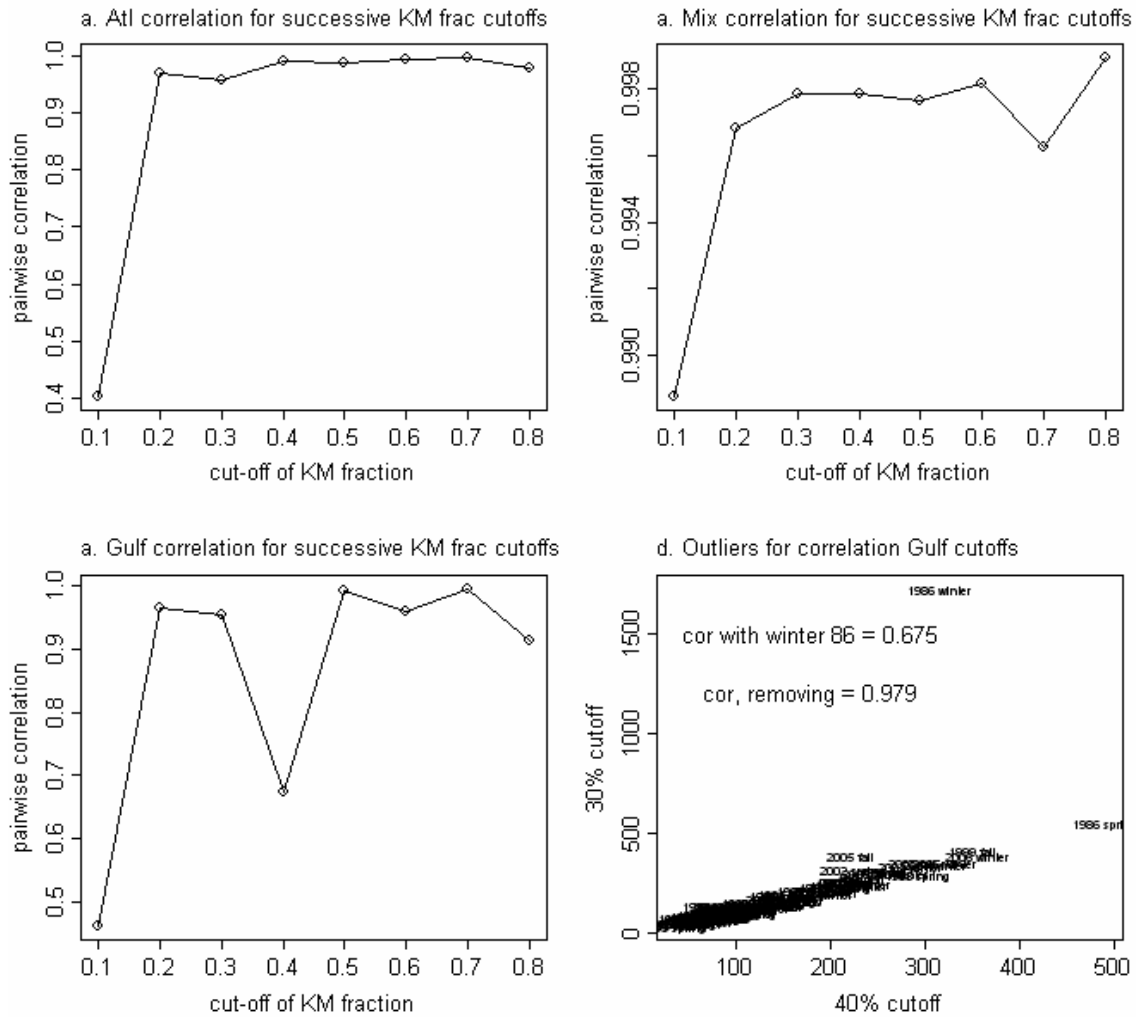 a. Atl correlation for successive KM frac cutoffs
pairwise correlation
1.0
0.9
0.8
0.7
0.6
0.5
0.4
0.1 0.2 0.3 0.4 0.5 0.6 0.7 0.8
cut-off of KM fraction
a. Mix correlation for successive KM frac cutoffs
pairwise correlation
0.998
0.994
0.990
0.1 0.2 0.3 0.4 0.5 0.6 0.7 0.8
cut-off of KM fraction
a. Gulf correlation for successive KM frac cutoffs
pairwise correlation
1.0
0.9
0.8
0.7
0.6
0.5
0.1 0.2 0.3 0.4 0.5 0.6 0.7 0.8
cut-off of KM fraction
d. Outliers for correlation Gulf cutoffs
30% cutoff
1500
1000
500
0
1986 winter
cor with winter 86 = 0.675
cor, removing = 0.979
1986 spri
1999 fall
winter
2005 fall
spring
100 200 300 400 500
40% cutoff